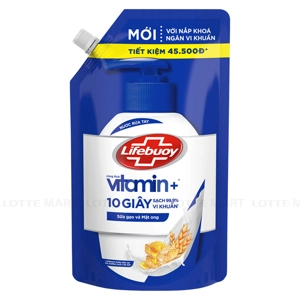 MỚI
VỚI NẮP KHOÁ
NGĂN VI KHUẨN
TIẾT KIỆM 45.500Đ*
NƯỚC RỬA TAY
Lifebuoy
vitamin+
10 GIÂY
SẠCH 99,9%
VI KHUẨN*
Sữa gạo và Mật ong
LOTTE MART